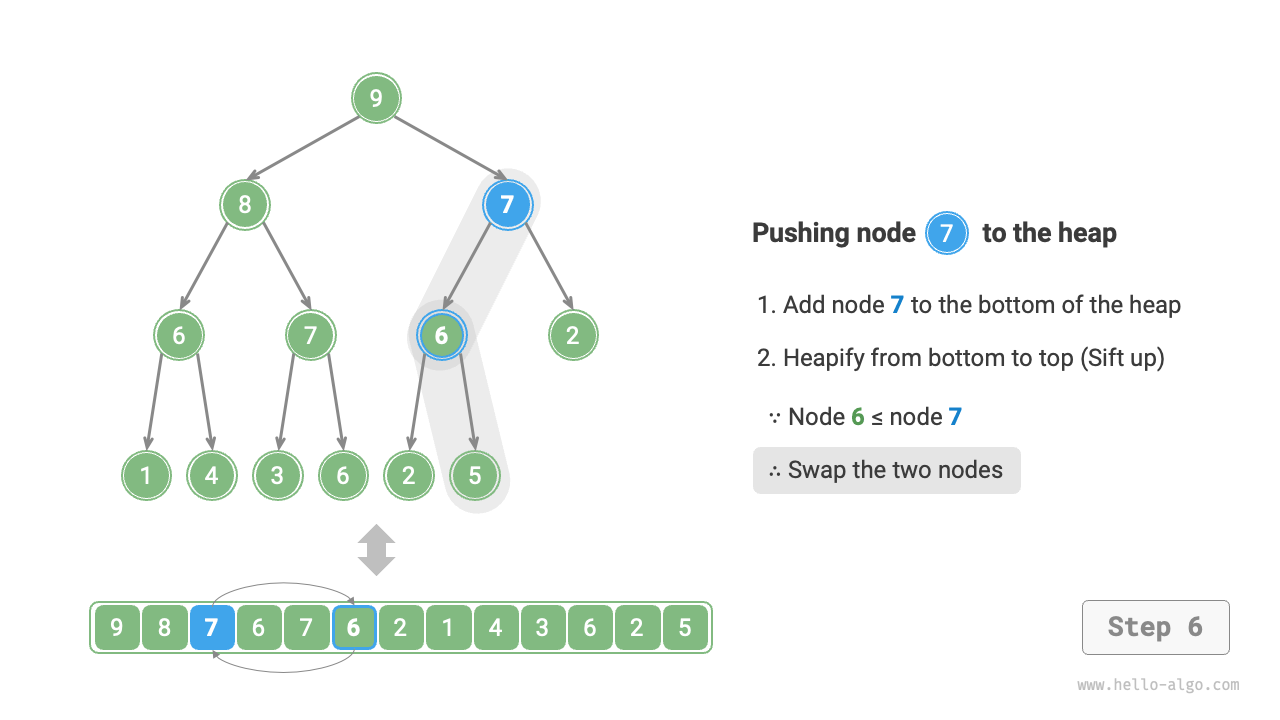 9
8 7
6 7 6 2
1 4 3 6 2 5
9 8 7 6 7 6 2 1 4 3 6 2 5
Pushing node 7 to the heap
1. Add node 7 to the bottom of the heap
2. Heapify from bottom to top (Sift up)
∵ Node 6 ≤ node 7
∴ Swap the two nodes
Step 6
www.hello-algo.com